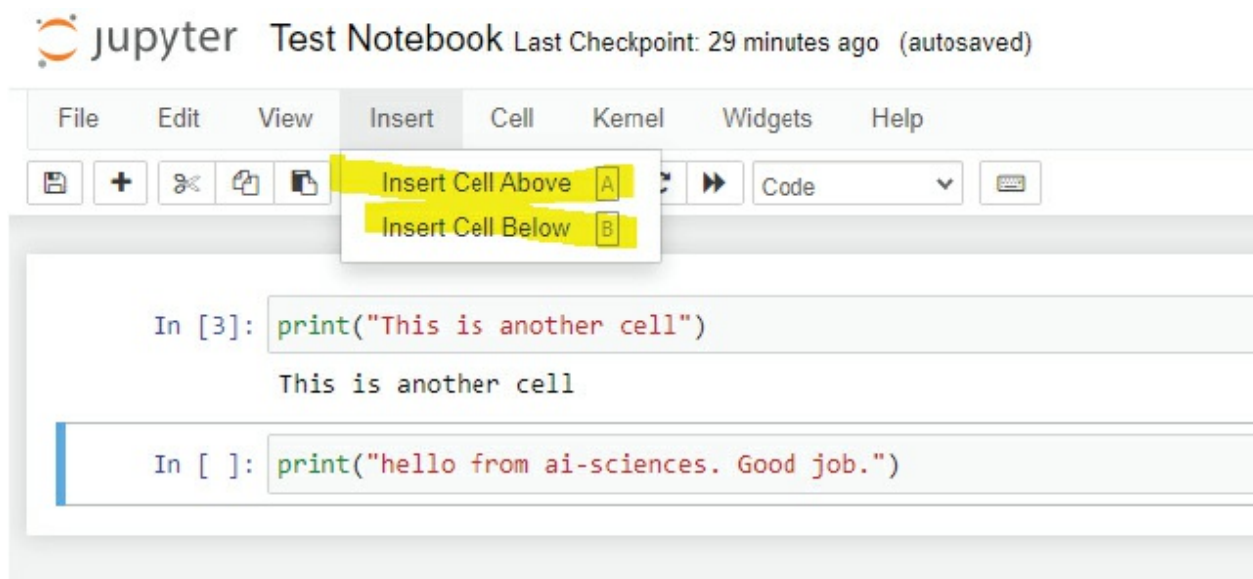 jupyter Test Notebook Last Checkpoint: 29 minutes ago (autosaved)
File Edit View Insert Cell Kernel Widgets Help
Insert Cell Above A
Code
Insert Cell Below B
In [3]: print("This is another cell")
This is another cell
In [ ]: print("hello from ai-sciences. Good job.")